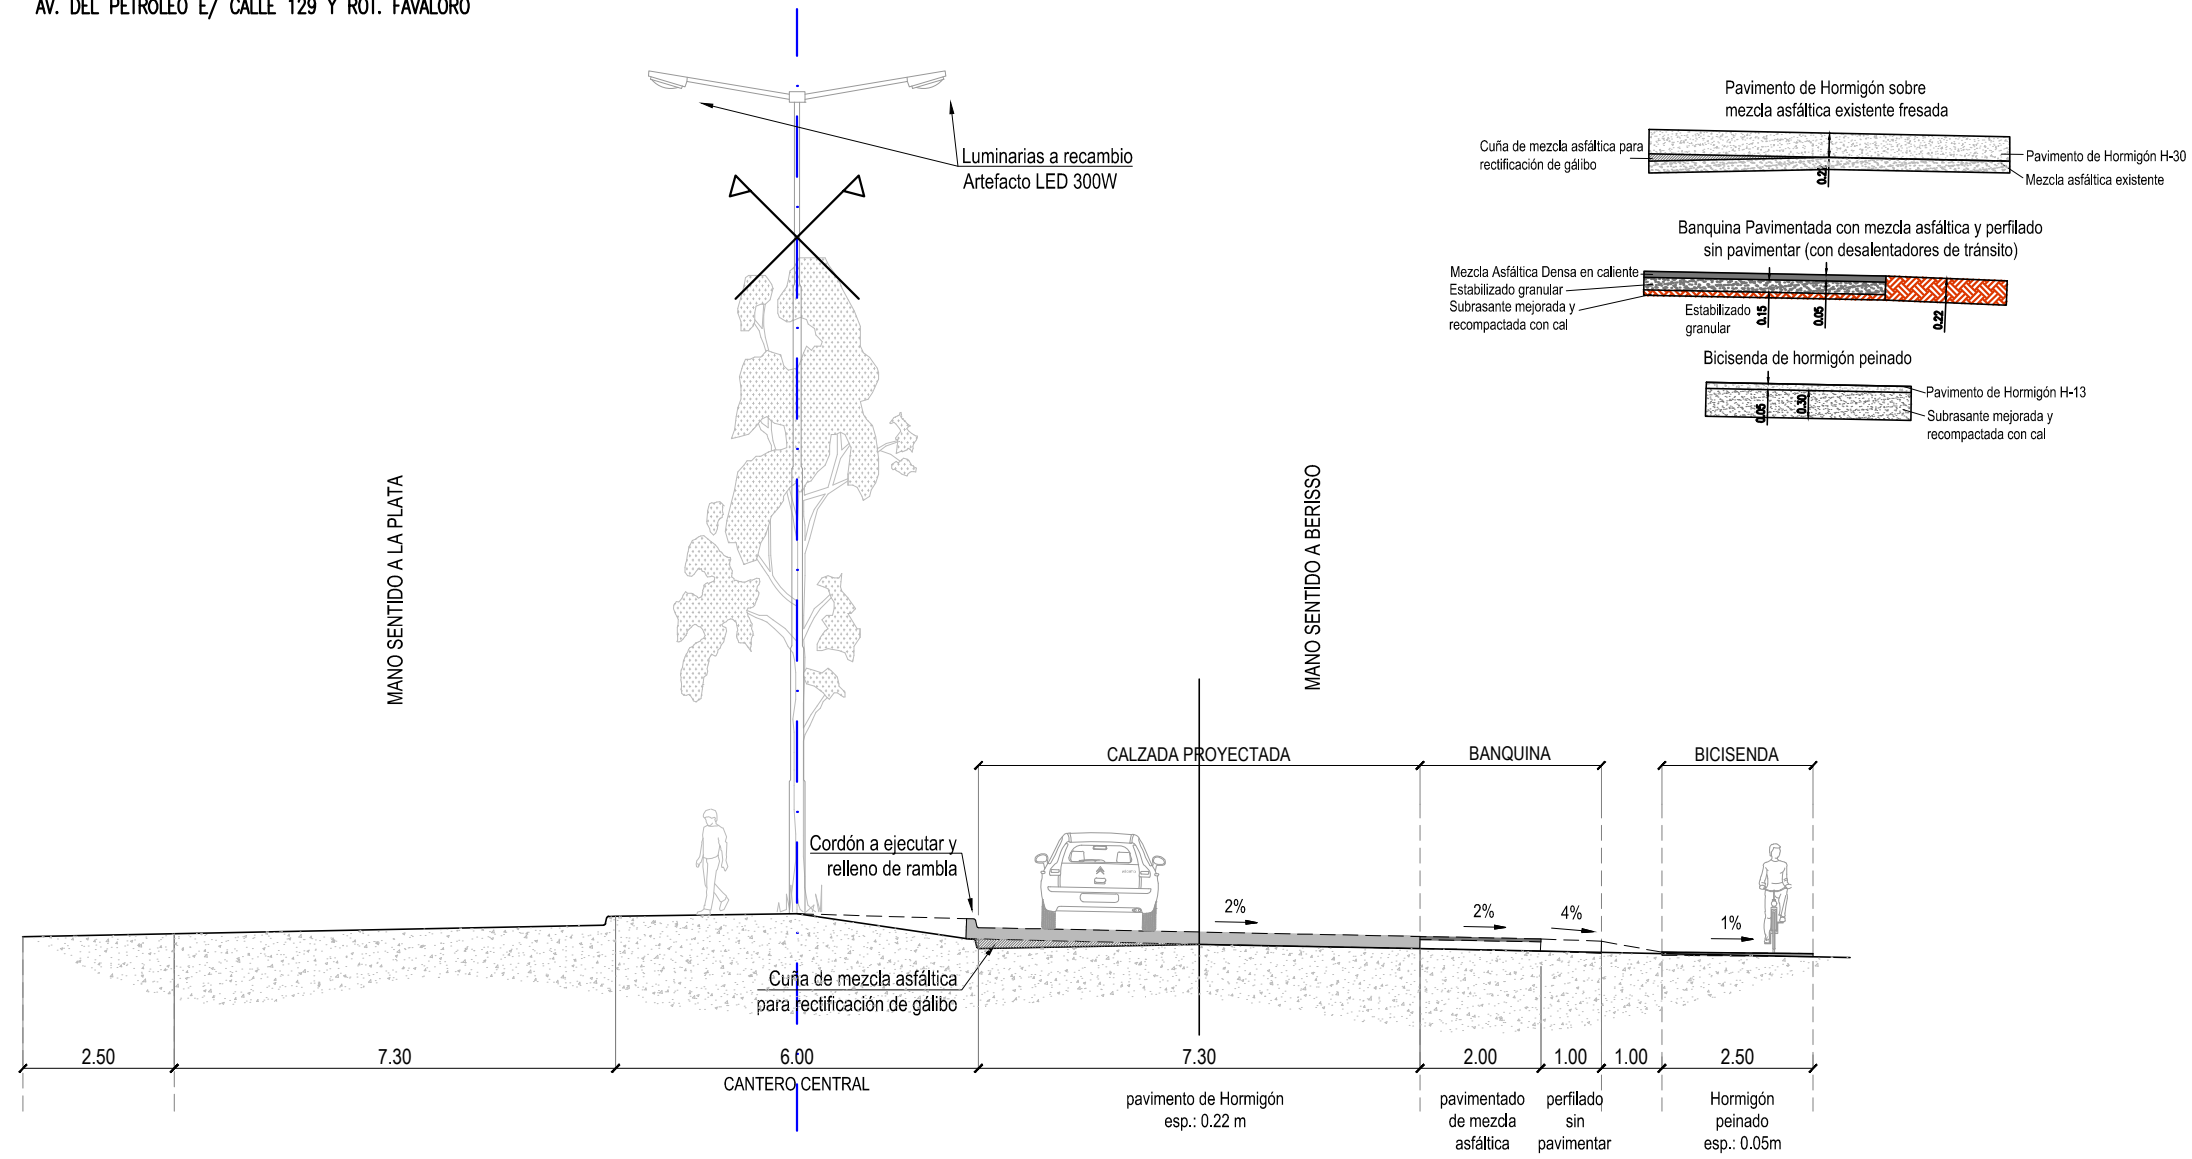 AV. DEL PETROLEO E/ CALLE 129 Y ROT. FAVALORO
Luminarias a recambio
Artefacto LED 300W
Pavimento de Hormigón sobre
mezcla asfáltica existente fresada
Cuña de mezcla asfáltica para
rectificación de gálibo
Pavimento de Hormigón H-30
Mezcla asfáltica existente
Banquina Pavimentada con mezcla asfáltica y perfilado
sin pavimentar (con desalentadores de tránsito)
Mezcla Asfáltica Densa en caliente
Estabilizado granular
Subrasante mejorada y
recompactada con cal
Estabilizado
granular
0.15
0.05
0.22
Bicisenda de hormigón peinado
Pavimento de Hormigón H-13
Subrasante mejorada y
recompactada con cal
0.05
0.30
MANO SENTIDO A LA PLATA
MANO SENTIDO A BERISSO
CALZADA PROYECTADA
BANQUINA
BICISENDA
Cordón a ejecutar y
relleno de rambla
2%
2%
4%
1%
Cuña de mezcla asfáltica
para rectificación de gálibo
2.50
7.30
6.00
7.30
2.00
1.00
1.00
2.50
CANTERO CENTRAL
pavimento de Hormigón
esp.: 0.22 m
pavimentado
de mezcla
asfáltica
perfilado
sin
pavimentar
Hormigón
peinado
esp.: 0.05m